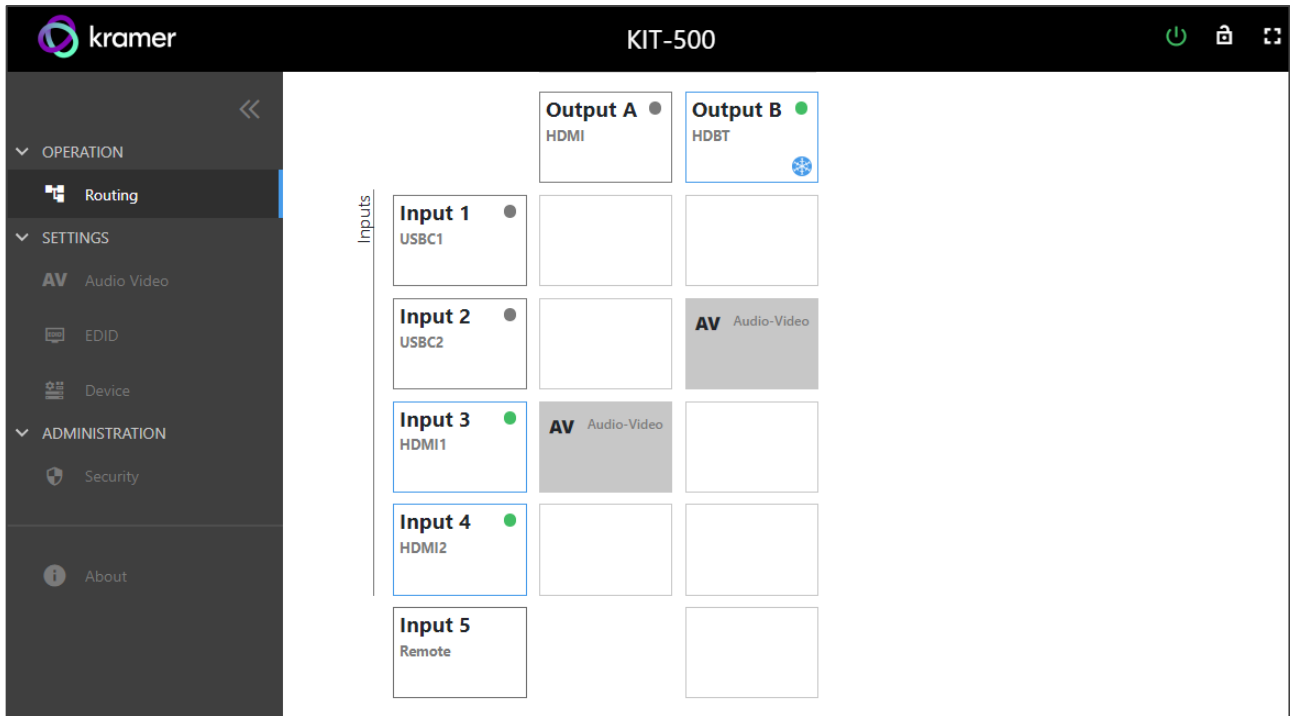 kramer
KIT-500
OPERATION
Routing
SETTINGS
AV Audio Video
EDID
Device
ADMINISTRATION
Security
About
Output A
HDMI
Output B
HDBT
Inputs
Input 1
USBC1
Input 2
USBC2
AV Audio-Video
Input 3
HDMI1
AV Audio-Video
Input 4
HDMI2
Input 5
Remote